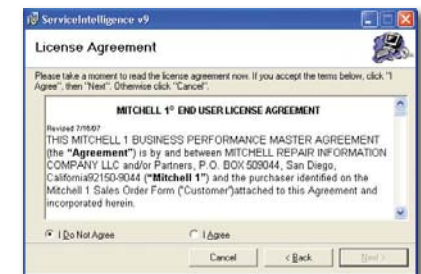 ServiceIntelligence v9
License Agreement
Please take a moment to read the license agreement now. If you accept the terms below, click "I
Agree", then "Next". Otherwise click "Cancel".
MITCHELL 1® END USER LICENSE AGREEMENT
Revised 7/16/07
THIS MITCHELL 1 BUSINESS PERFORMANCE MASTER AGREEMENT
(the "Agreement") is by and between MITCHELL REPAIR INFORMATION
COMPANY LLC and/or Partners, P.O. BOX 509044, San Diego,
California92150-9044 ("Mitchell 1") and the purchaser identified on the
Mitchell 1 Sales Order Form ("Customer")attached to this Agreement and
incorporated herein.
I Do Not Agree
I Agree
Cancel
< Back
Next >